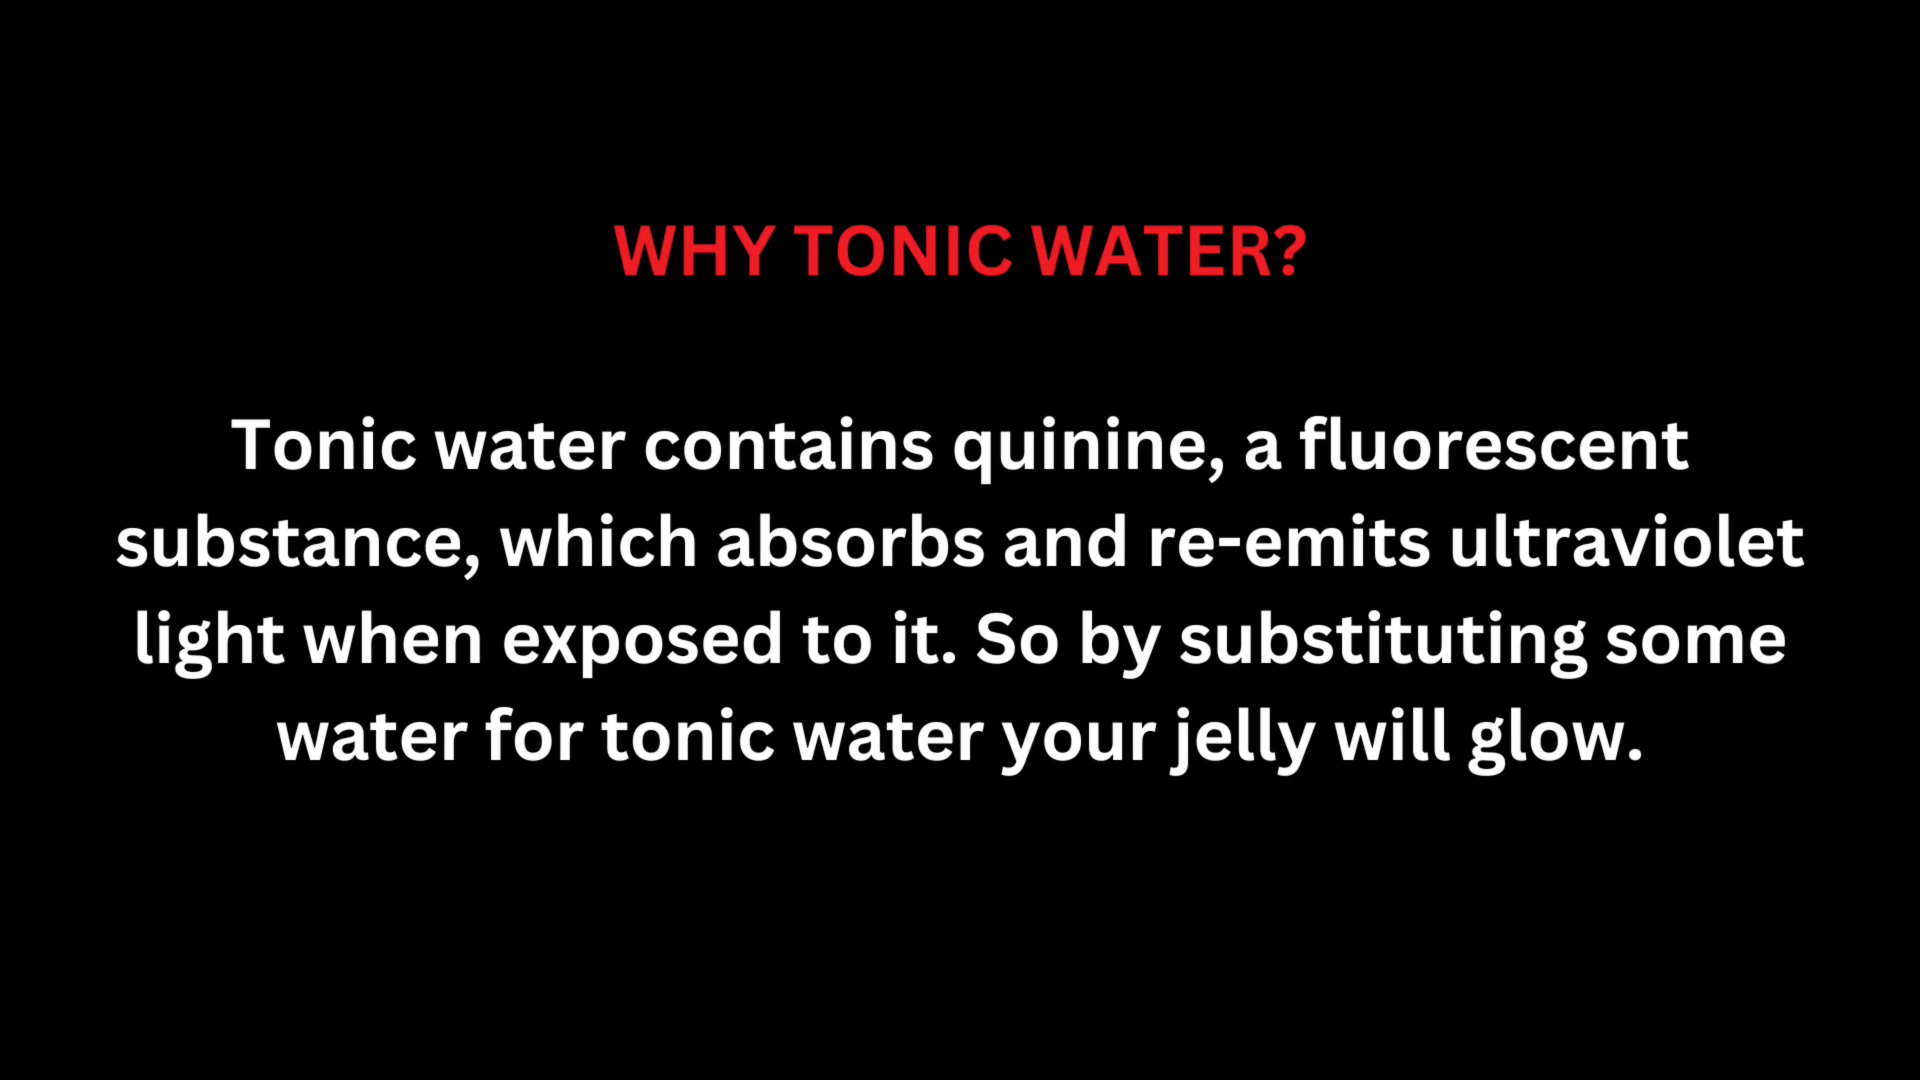 WHY TONIC WATER?
Tonic water contains quinine, a fluorescent
substance, which absorbs and re-emits ultraviolet
light when exposed to it. So by substituting some
water for tonic water your jelly will glow.